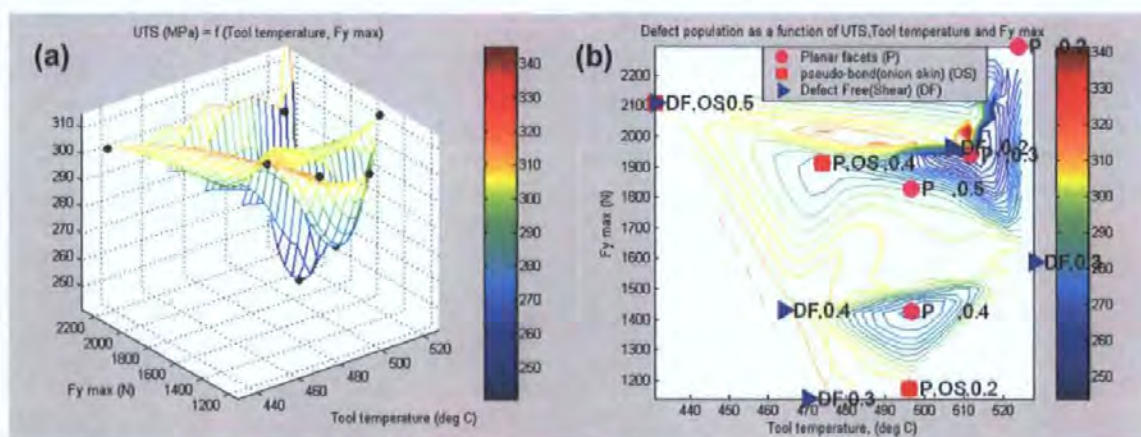 UTS (MPa) = f (Tool temperature, Fy max)
(a)
310
300
290
280
270
260
250
2200
2000
1800
1600
1400
1200
440
460
480
500
520
Fy max (N)
Tool temperature (deg C)
340
330
320
310
300
290
280
270
260
250
Defect population as a function of UTS,Tool temperature and Fy max
(b)
Planar facets (P)
pseudo-bond(onion skin) (OS)
Defect Free(Shear) (DF)
P , 0.2
DF,OS,0.5
DF, ,0.2
P , 0.3
P,OS ,0.4
P ,0.5
DF,0.3
DF,0.4
P ,0.4
P,OS,0.2
DF,0.3
2200
2100
2000
1900
1800
1700
1600
1500
1400
1300
1200
Fy max (N)
440
450
460
470
480
490
500
510
520
Tool temperature, (deg C)
340
330
320
310
300
290
280
270
260
250